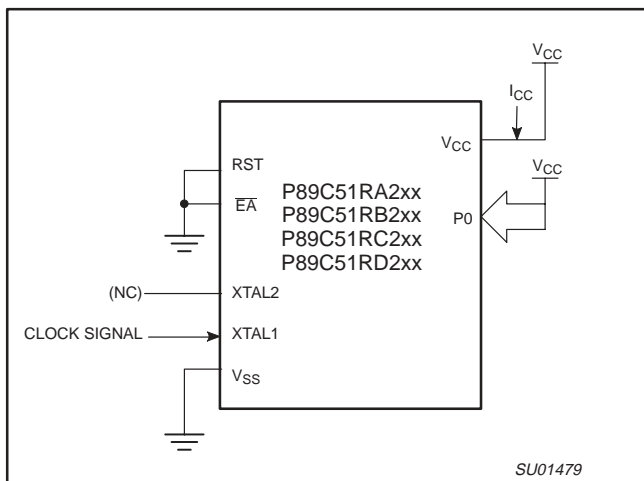 VCC
ICC
VCC
VCC
RST
EA
P89C51RA2xx
P89C51RB2xx
P89C51RC2xx
P89C51RD2xx
P0
(NC)
XTAL2
CLOCK SIGNAL
XTAL1
VSS
SU01479